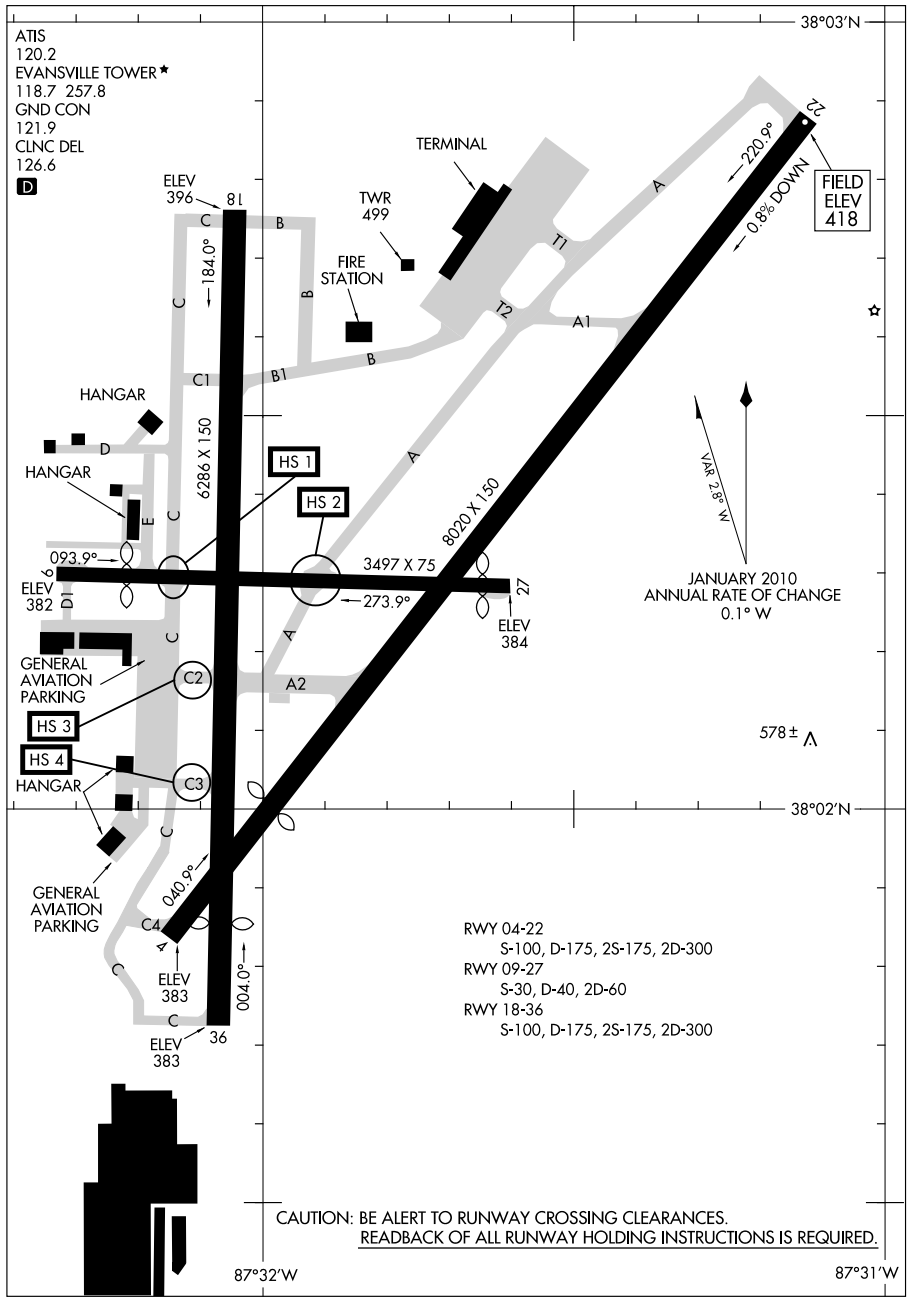 38°03'N
ATIS
120.2
EVANSVILLE TOWER★
118.7 257.8
GND CON
121.9
CLNC DEL
126.6
D
22
220.9°
0.8% DOWN
FIELD
ELEV
418
TERMINAL
A
ELEV
396
18
C
B
TWR
499
184.0°
FIRE
STATION
T1
B
C
T2
A1
B
B1
C1
HANGAR
6286 X 150
VAR 2.8° W
D
HS 1
A
HANGAR
HS 2
8020 X 150
E
C
093.9°
3497 X 75
9
ELEV
382
D1
273.9°
27
ELEV
384
JANUARY 2010
ANNUAL RATE OF CHANGE
0.1° W
C
A
GENERAL
AVIATION
PARKING
C2
A2
HS 3
578 ±
HS 4
HANGAR
C3
38°02'N
C
040.9°
GENERAL
AVIATION
PARKING
C4
4
RWY 04-22
S-100, D-175, 2S-175, 2D-300
RWY 09-27
S-30, D-40, 2D-60
RWY 18-36
S-100, D-175, 2S-175, 2D-300
C
ELEV
383
004.0°
C
ELEV
383
36
CAUTION: BE ALERT TO RUNWAY CROSSING CLEARANCES.
READBACK OF ALL RUNWAY HOLDING INSTRUCTIONS IS REQUIRED.
87°32'W
87°31'W